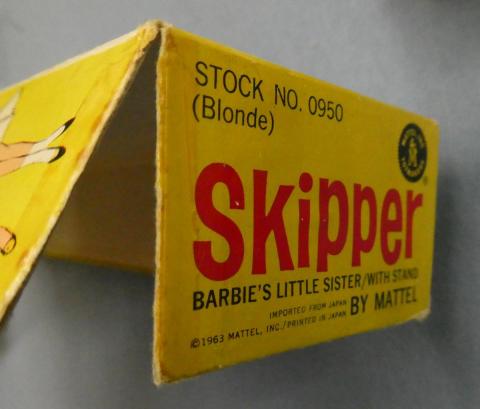 STOCK NO. 0950
(Blonde)
Skipper
®
BARBIE'S LITTLE SISTER/WITH STAND
IMPORTED FROM JAPAN BY MATTEL
©1963 MATTEL, INC./PRINTED IN JAPAN